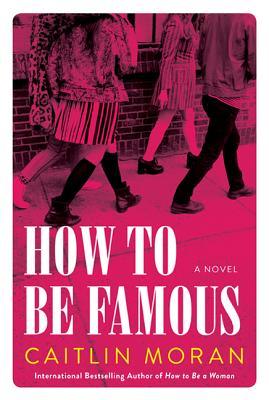 HOW TO
A NOVEL
BE FAMOUS
CAITLIN MORAN
International Bestselling Author of How to Be a Woman